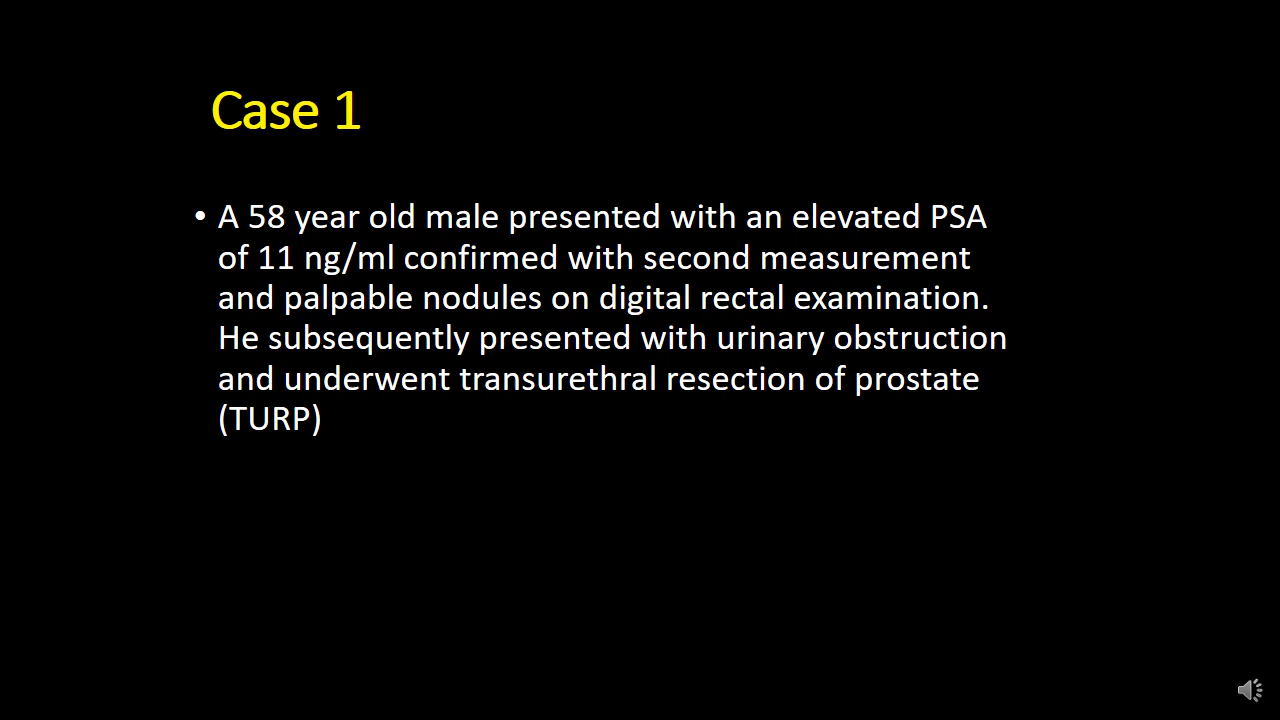 Case 1
• A 58 year old male presented with an elevated PSA
of 11 ng/ml confirmed with second measurement
and palpable nodules on digital rectal examination.
He subsequently presented with urinary obstruction
and underwent transurethral resection of prostate
(TURP)